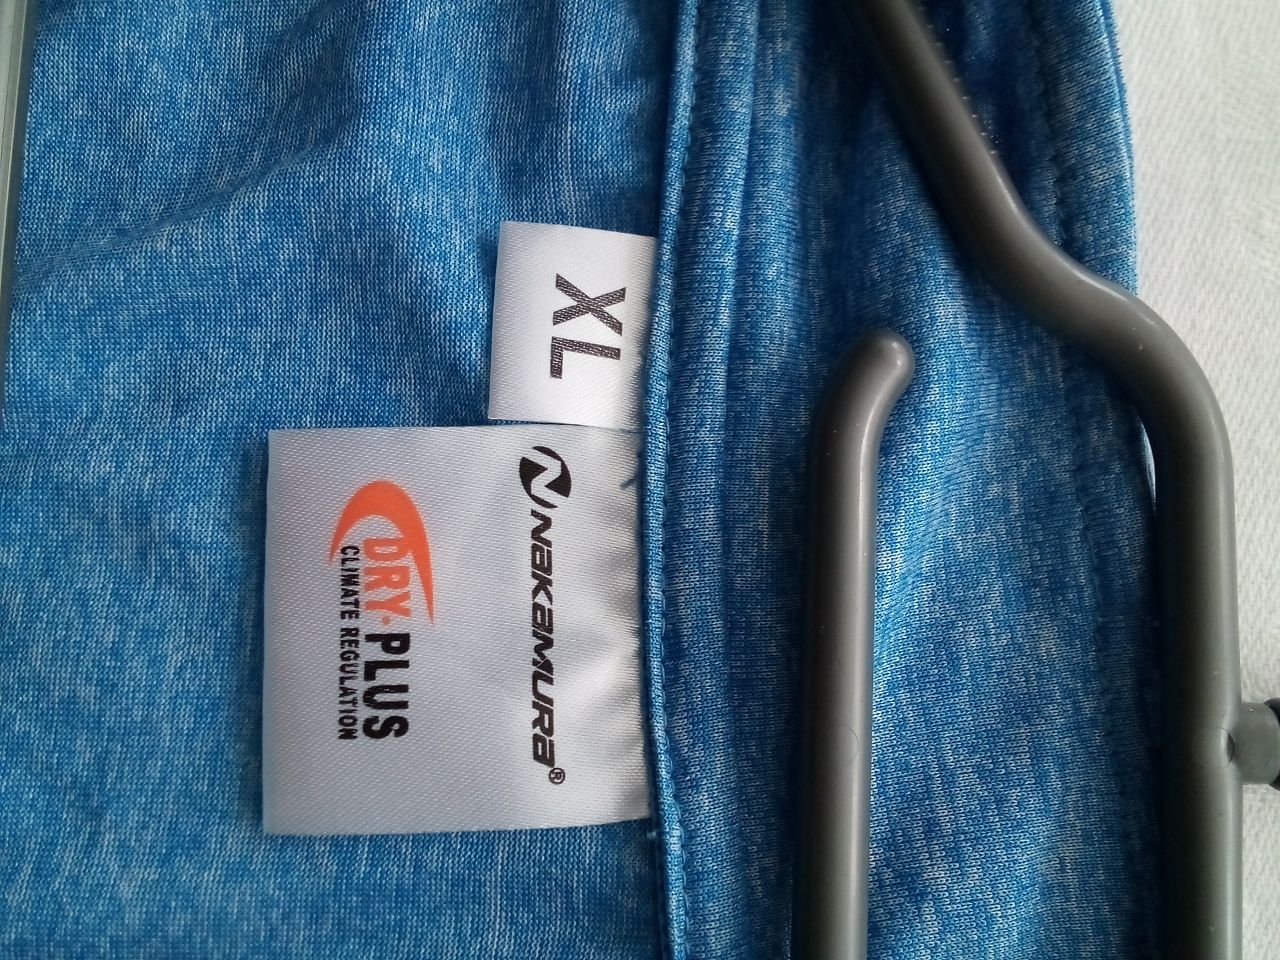 XL
NaKaMURa®
DRY+PLUS
CLIMATE REGULATION